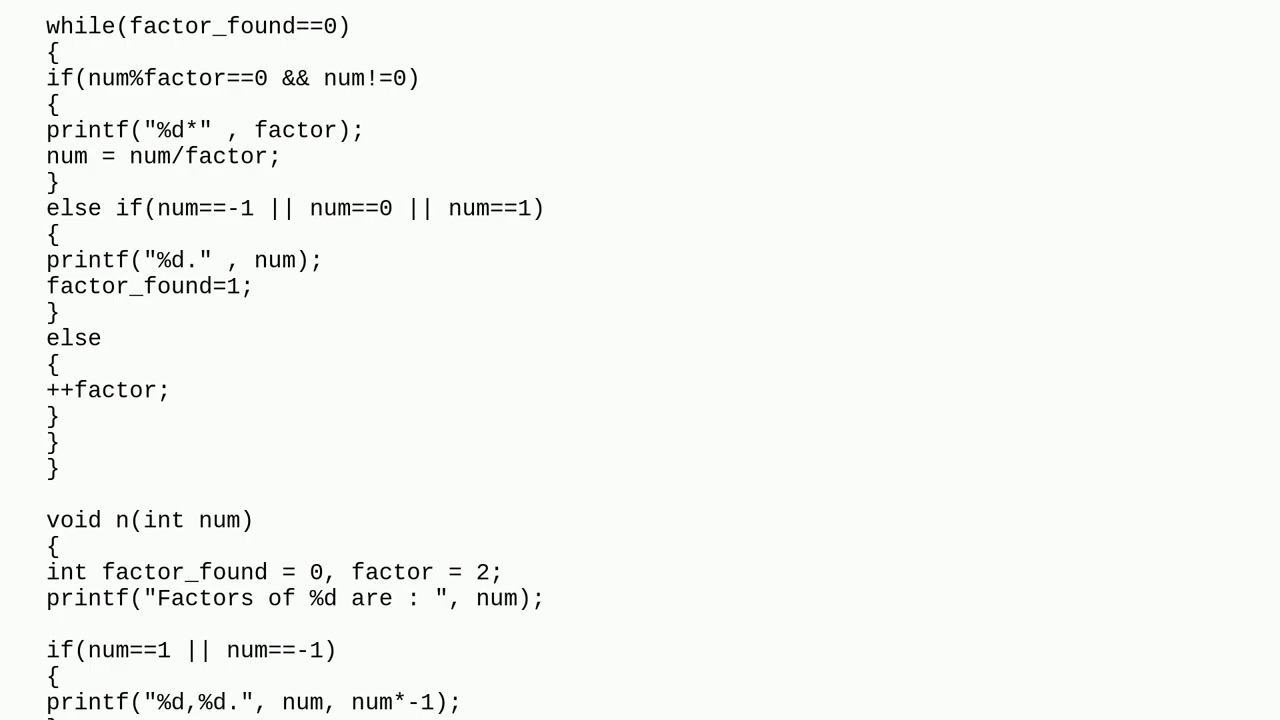 while(factor_found==0)
{
if(num%factor==0 && num!=0)
{
printf("%d*" , factor);
num = num/factor;
}
else if(num==-1 || num==0 || num==1)
{
printf("%d." , num);
factor_found=1;
}
else
{
++factor;
}
}
}

void n(int num)
{
int factor_found = 0, factor = 2;
printf("Factors of %d are : ", num);

if(num==1 || num==-1)
{
printf("%d,%d.", num, num*-1);
}